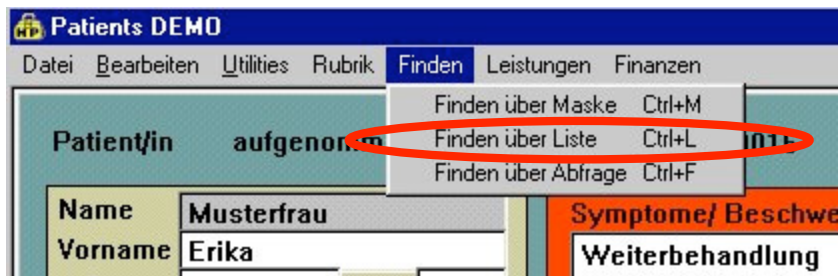 Patients DEMO
Datei Bearbeiten Utilities Rubrik Finden Leistungen Finanzen
Finden über Maske Ctrl+M
Patient/in Finden über Liste Ctrl+L
Finden über Abfrage Ctrl+F
Name Musterfrau Symptome/
Vorname Erika Weiterbehandlung